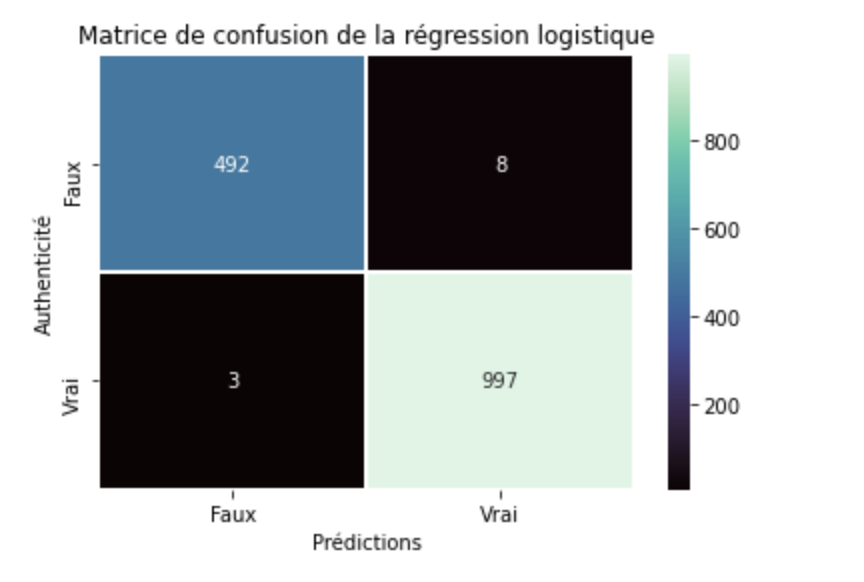 Matrice de confusion de la régression logistique
Authenticité
Faux
492
8
Vrai
3
997
Faux
Vrai
Prédictions
800
600
400
200